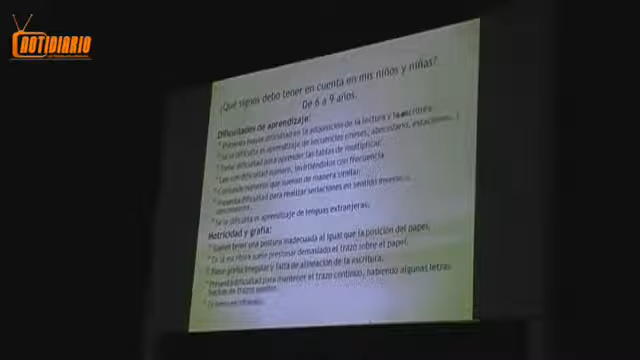 NOTIDIARIO
¿Qué signos debo tener en cuenta en mis niños y niñas?
De 6 a 9 años.
Dificultades de aprendizaje:
* Presenta mayor dificultad en la adquisición de la lectura y la escritura
* Se le dificulta el aprendizaje de secuencias (meses, abecedario, estaciones..)
* Tiene dificultad para aprender las tablas de multiplicar
* Lee con dificultad número, invirtiéndolos con frecuencia
* Confunde números que suenan de manera similar
* Presenta dificultad para realizar seriaciones en sentido inverso
* Se le dificulta el aprendizaje de lenguas extranjeras.
Motricidad y grafía:
* Suelen tener una postura inadecuada al igual que la posición del papel.
* En la escritura suele presionar demasiado el trazo sobre el papel.
* Tiene grafía irregular y falta de alineación de la escritura.
* Presenta dificultad para mantener el trazo continuo, habiendo algunas letras
hechas de trozos sueltos